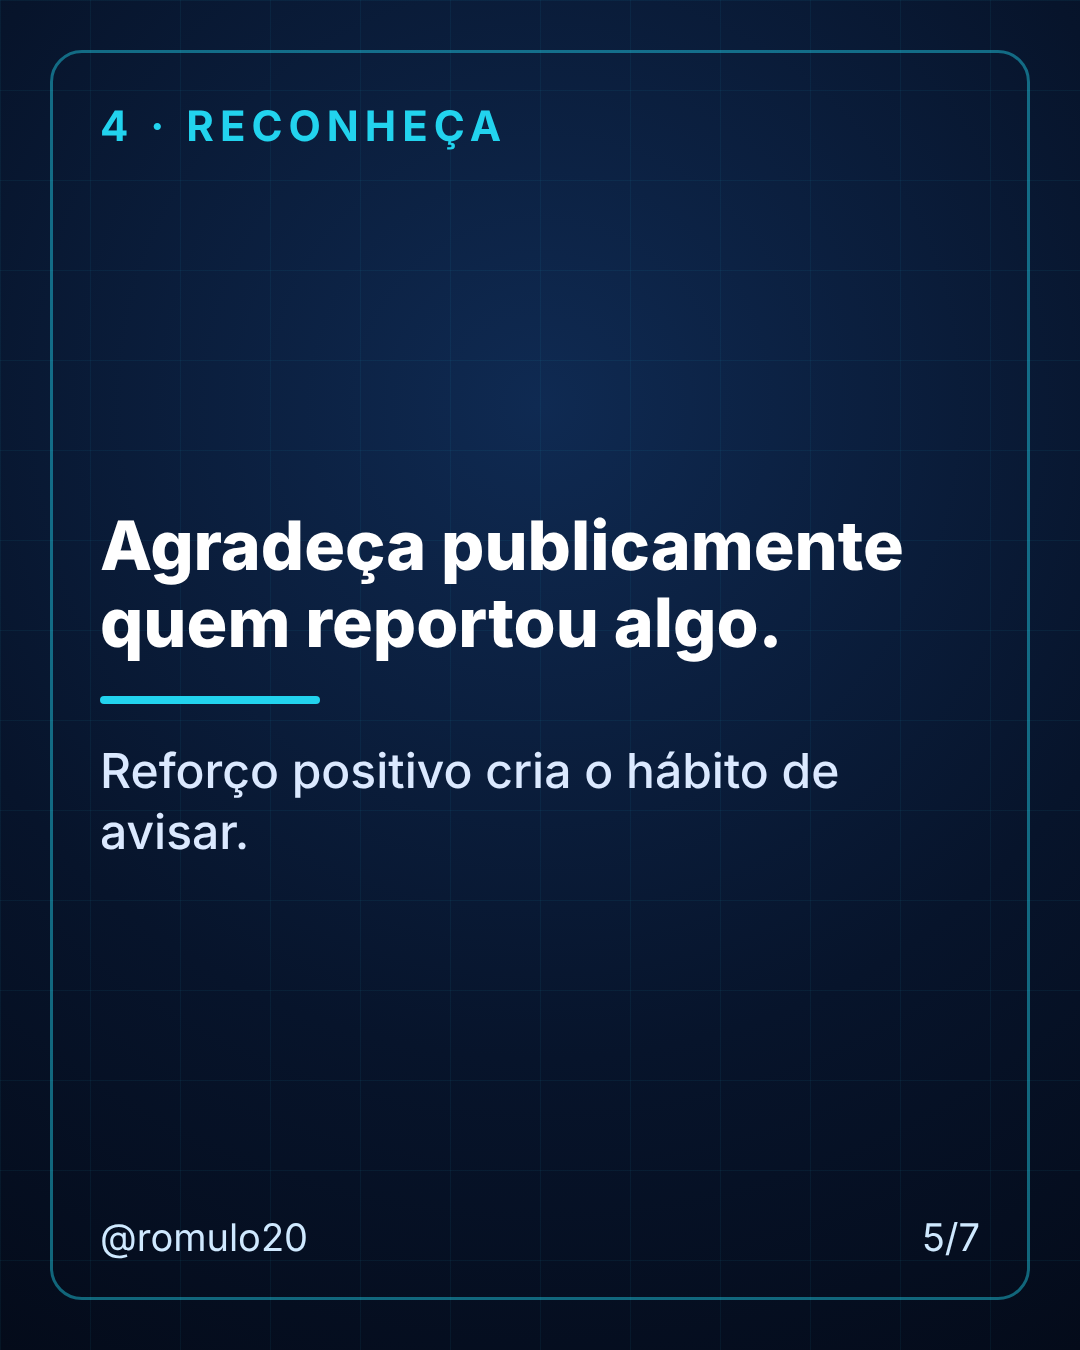 4 · RECONHEÇA
Agradeça publicamente
quem reportou algo.
Reforço positivo cria o hábito de
avisar.
@romulo20
5/7